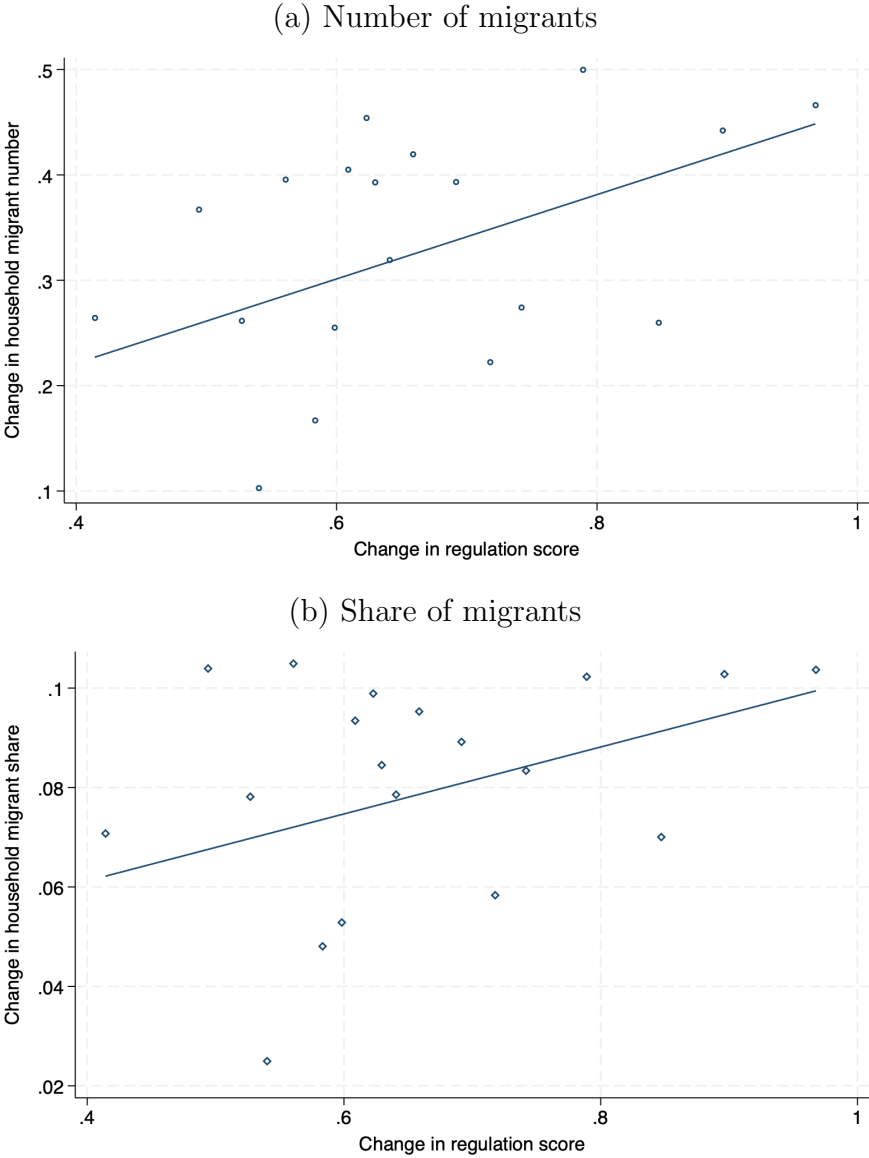 (a) Number of migrants
Change in household migrant number
.5
.4
.3
.2
.1
.4 .6 .8 1
Change in regulation score
(b) Share of migrants
Change in household migrant share
.1
.08
.06
.04
.02
.4 .6 .8 1
Change in regulation score